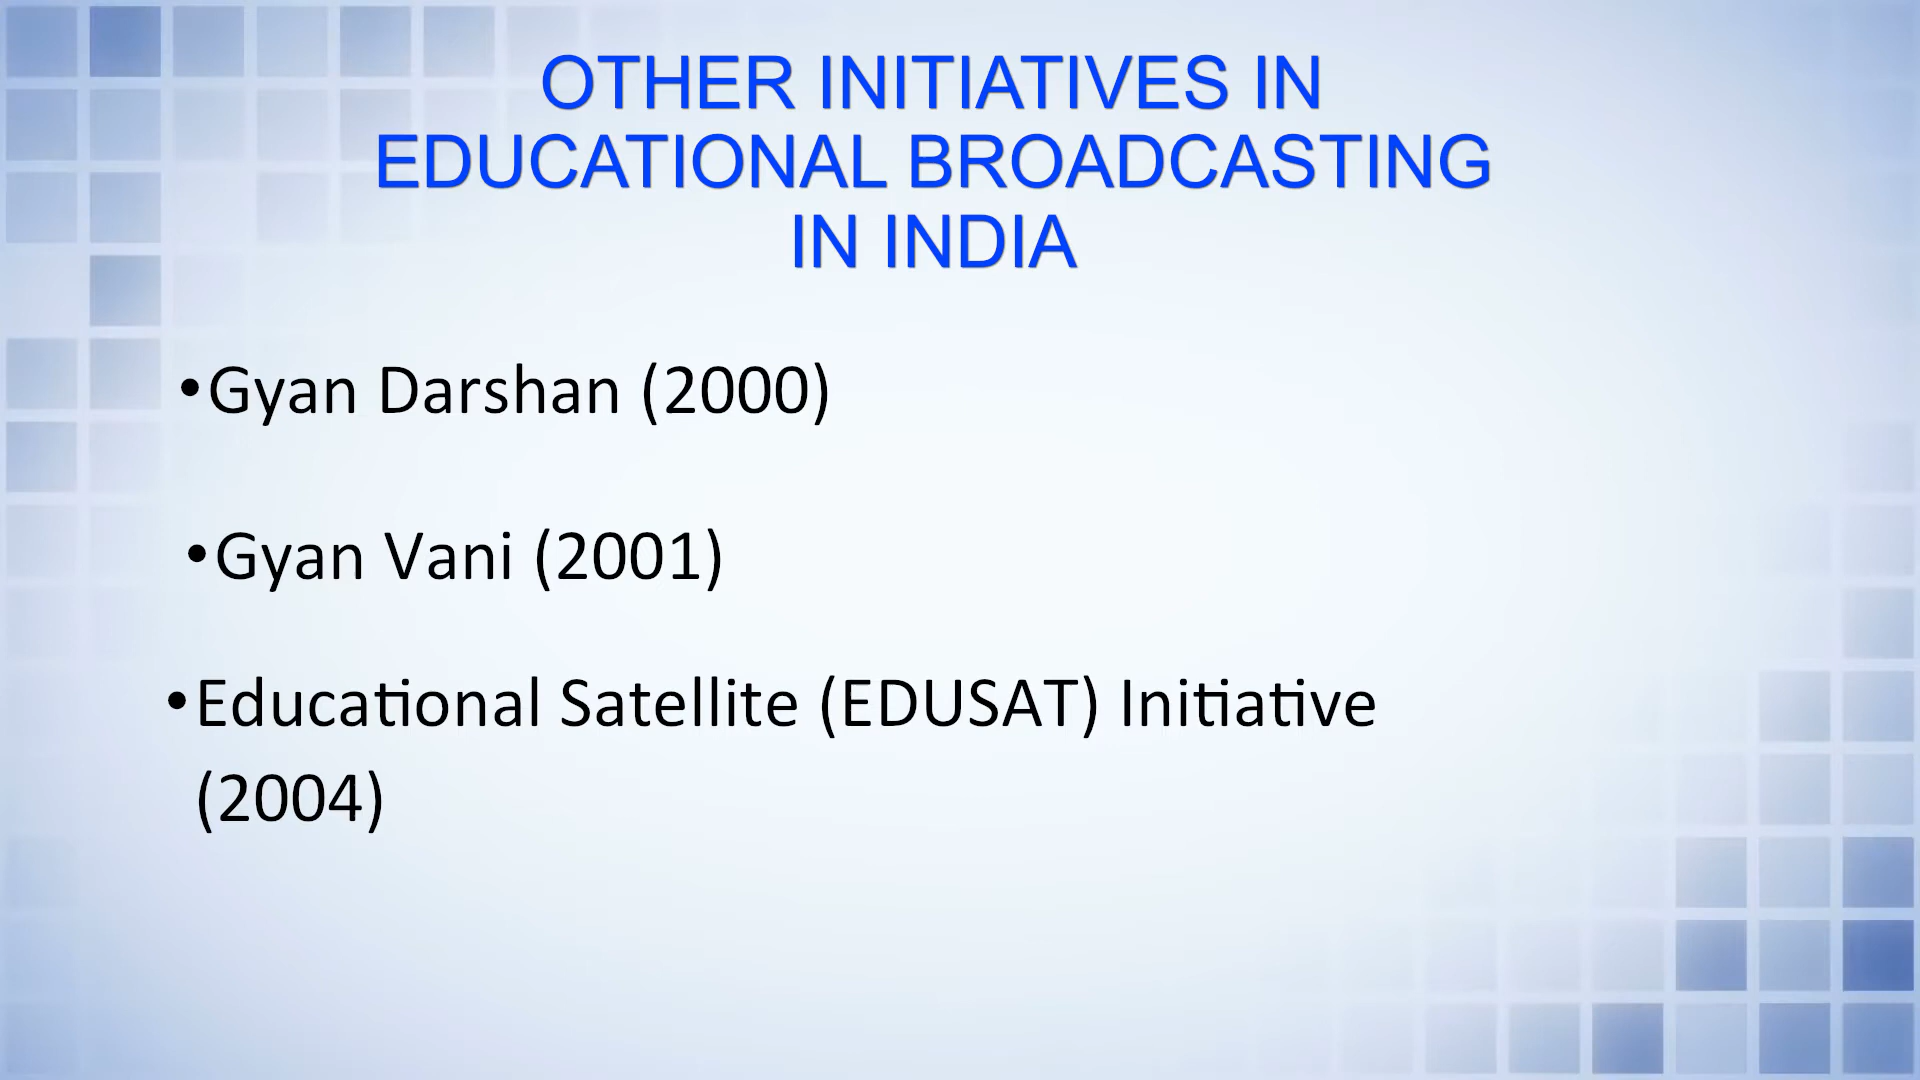 OTHER INITIATIVES IN
EDUCATIONAL BROADCASTING
IN INDIA
•Gyan Darshan (2000)
•Gyan Vani (2001)
•Educational Satellite (EDUSAT) Initiative
(2004)